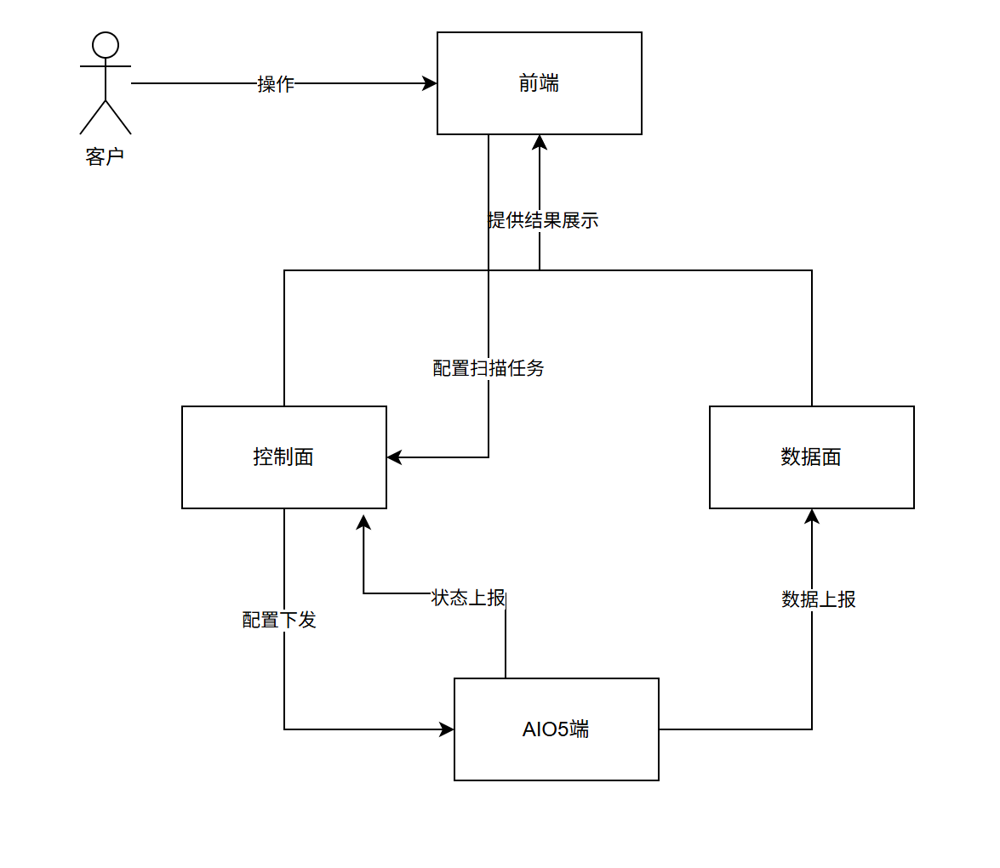 操作
前端
客户
提供结果展示
配置扫描任务
控制面
数据面
状态上报
数据上报
配置下发
AIO5端